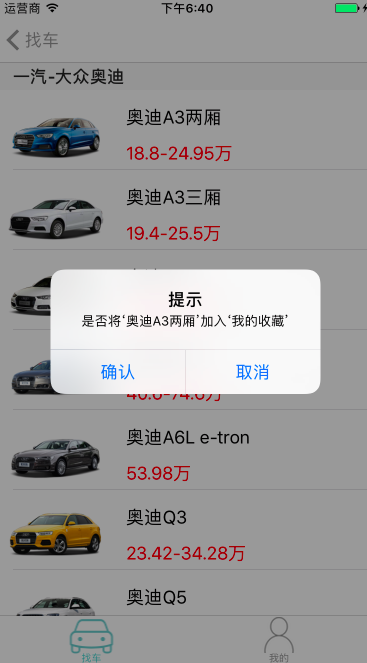 运营商 下午6:40
找车
一汽-大众奥迪
奥迪A3两厢
18.8-24.95万
奥迪A3三厢
19.4-25.5万
提示
是否将‘奥迪A3两厢’加入‘我的收藏’
确认 取消
奥迪A6L e-tron
53.98万
奥迪Q3
23.42-34.28万
奥迪Q5
找车 我的